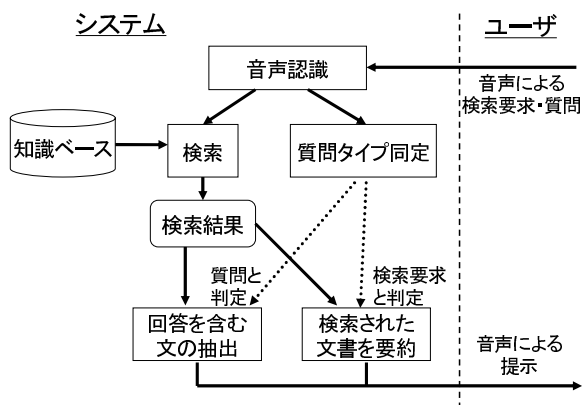 システム
ユーザ
音声認識
音声による
検索要求・質問
知識ベース
検索
質問タイプ同定
検索結果
質問と
判定
検索要求
と判定
回答を含む
文の抽出
検索された
文書を要約
音声による
提示